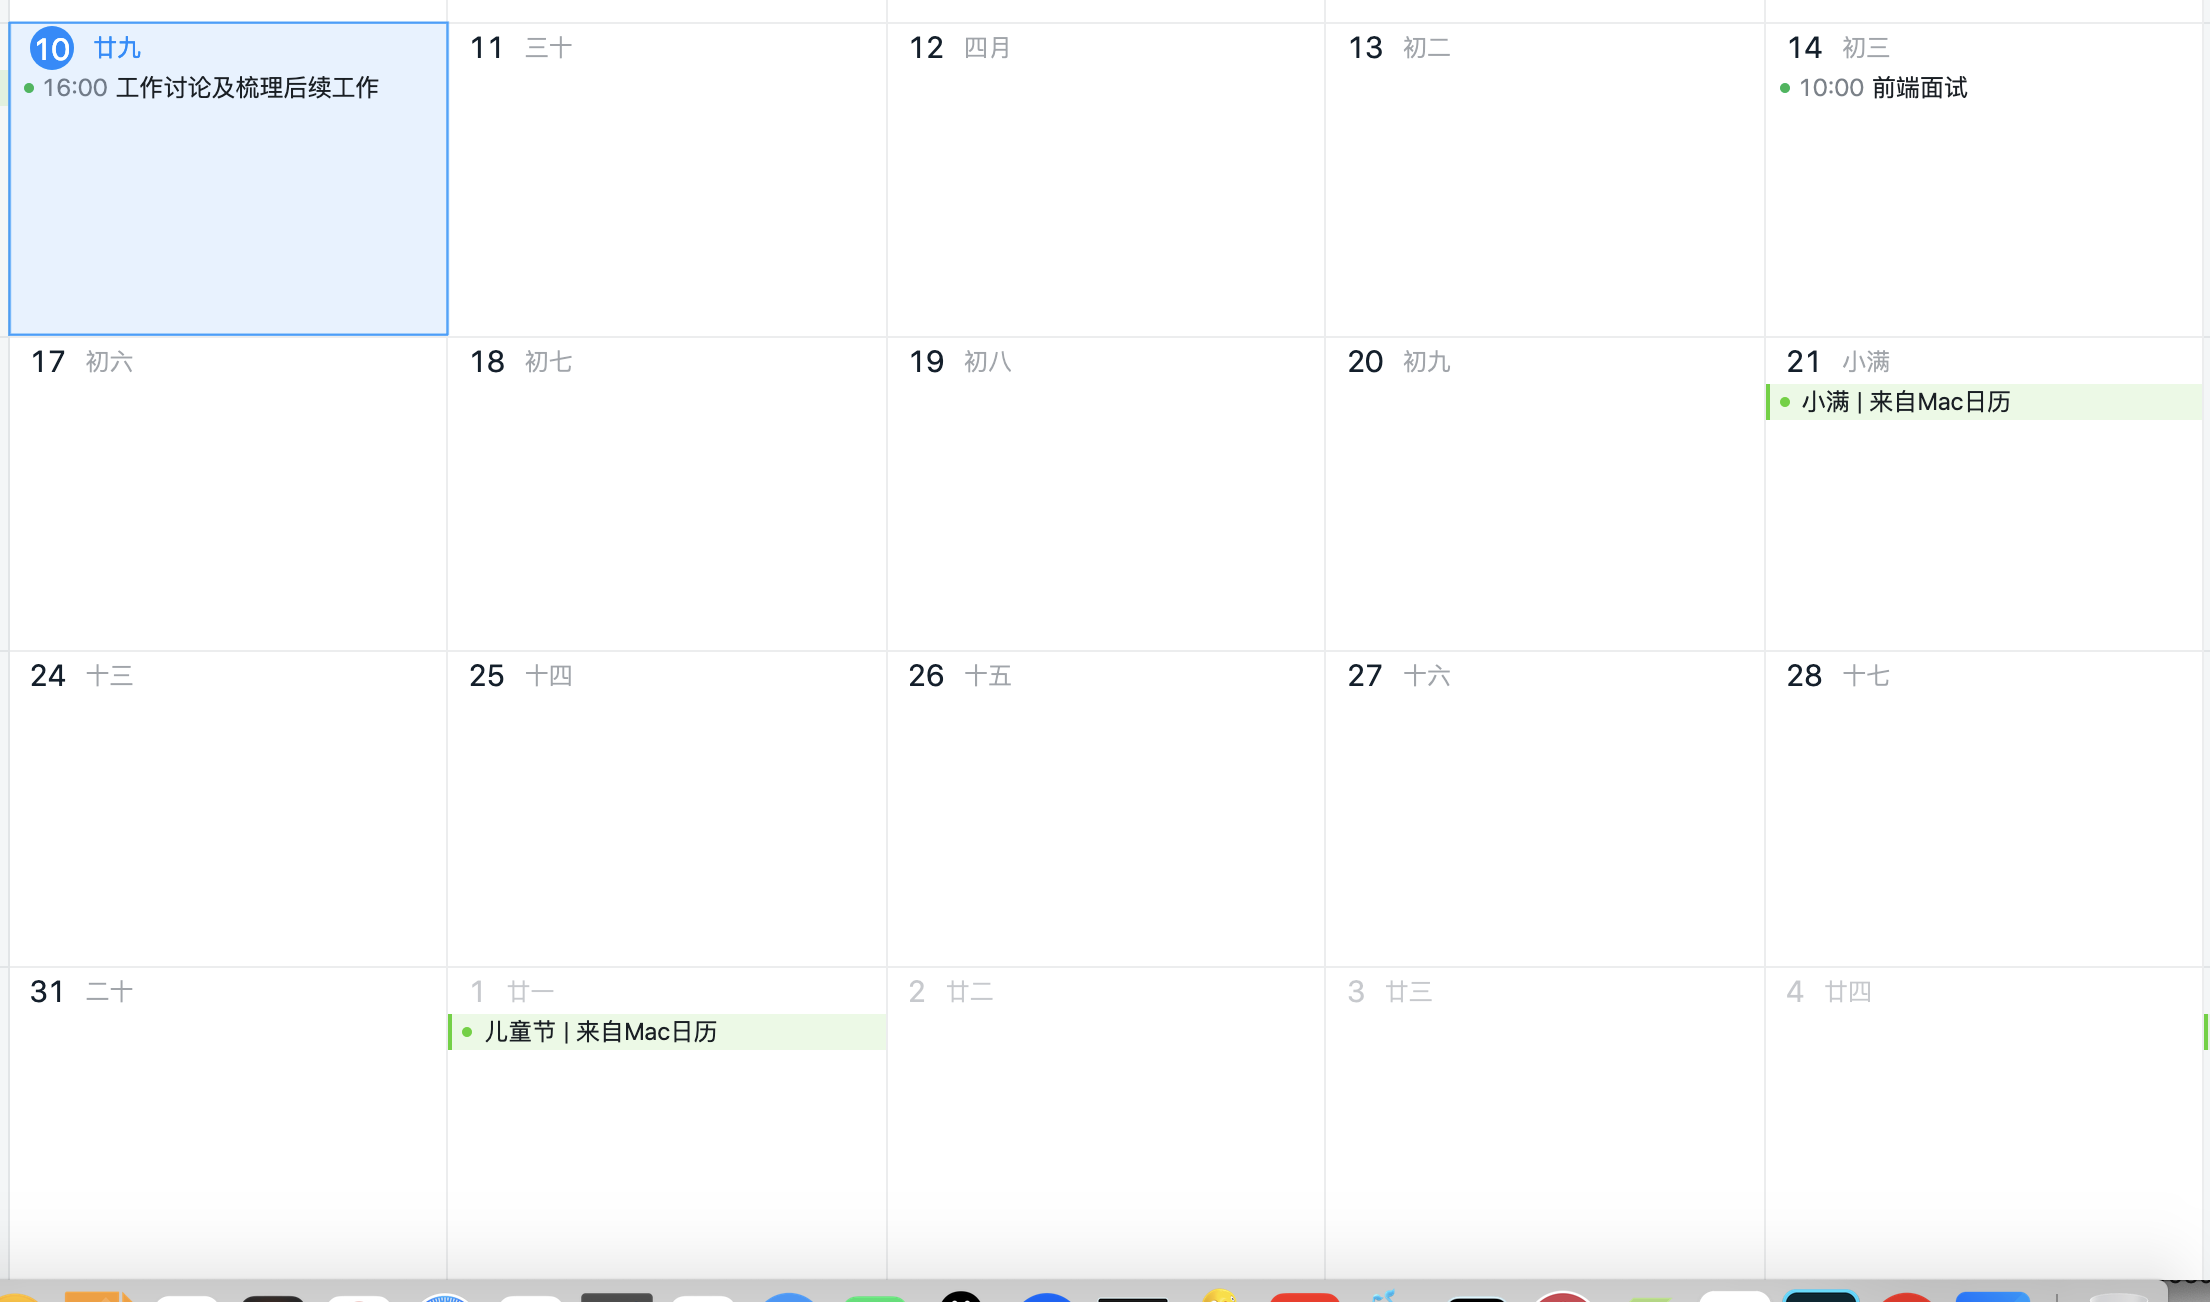 10 廿九
16:00 工作讨论及梳理后续工作
11 三十
12 四月
13 初二
14 初三
10:00 前端面试
17 初六
18 初七
19 初八
20 初九
21 小满
小满 | 来自Mac日历
24 十三
25 十四
26 十五
27 十六
28 十七
31 二十
1 廿一
儿童节 | 来自Mac日历
2 廿二
3 廿三
4 廿四